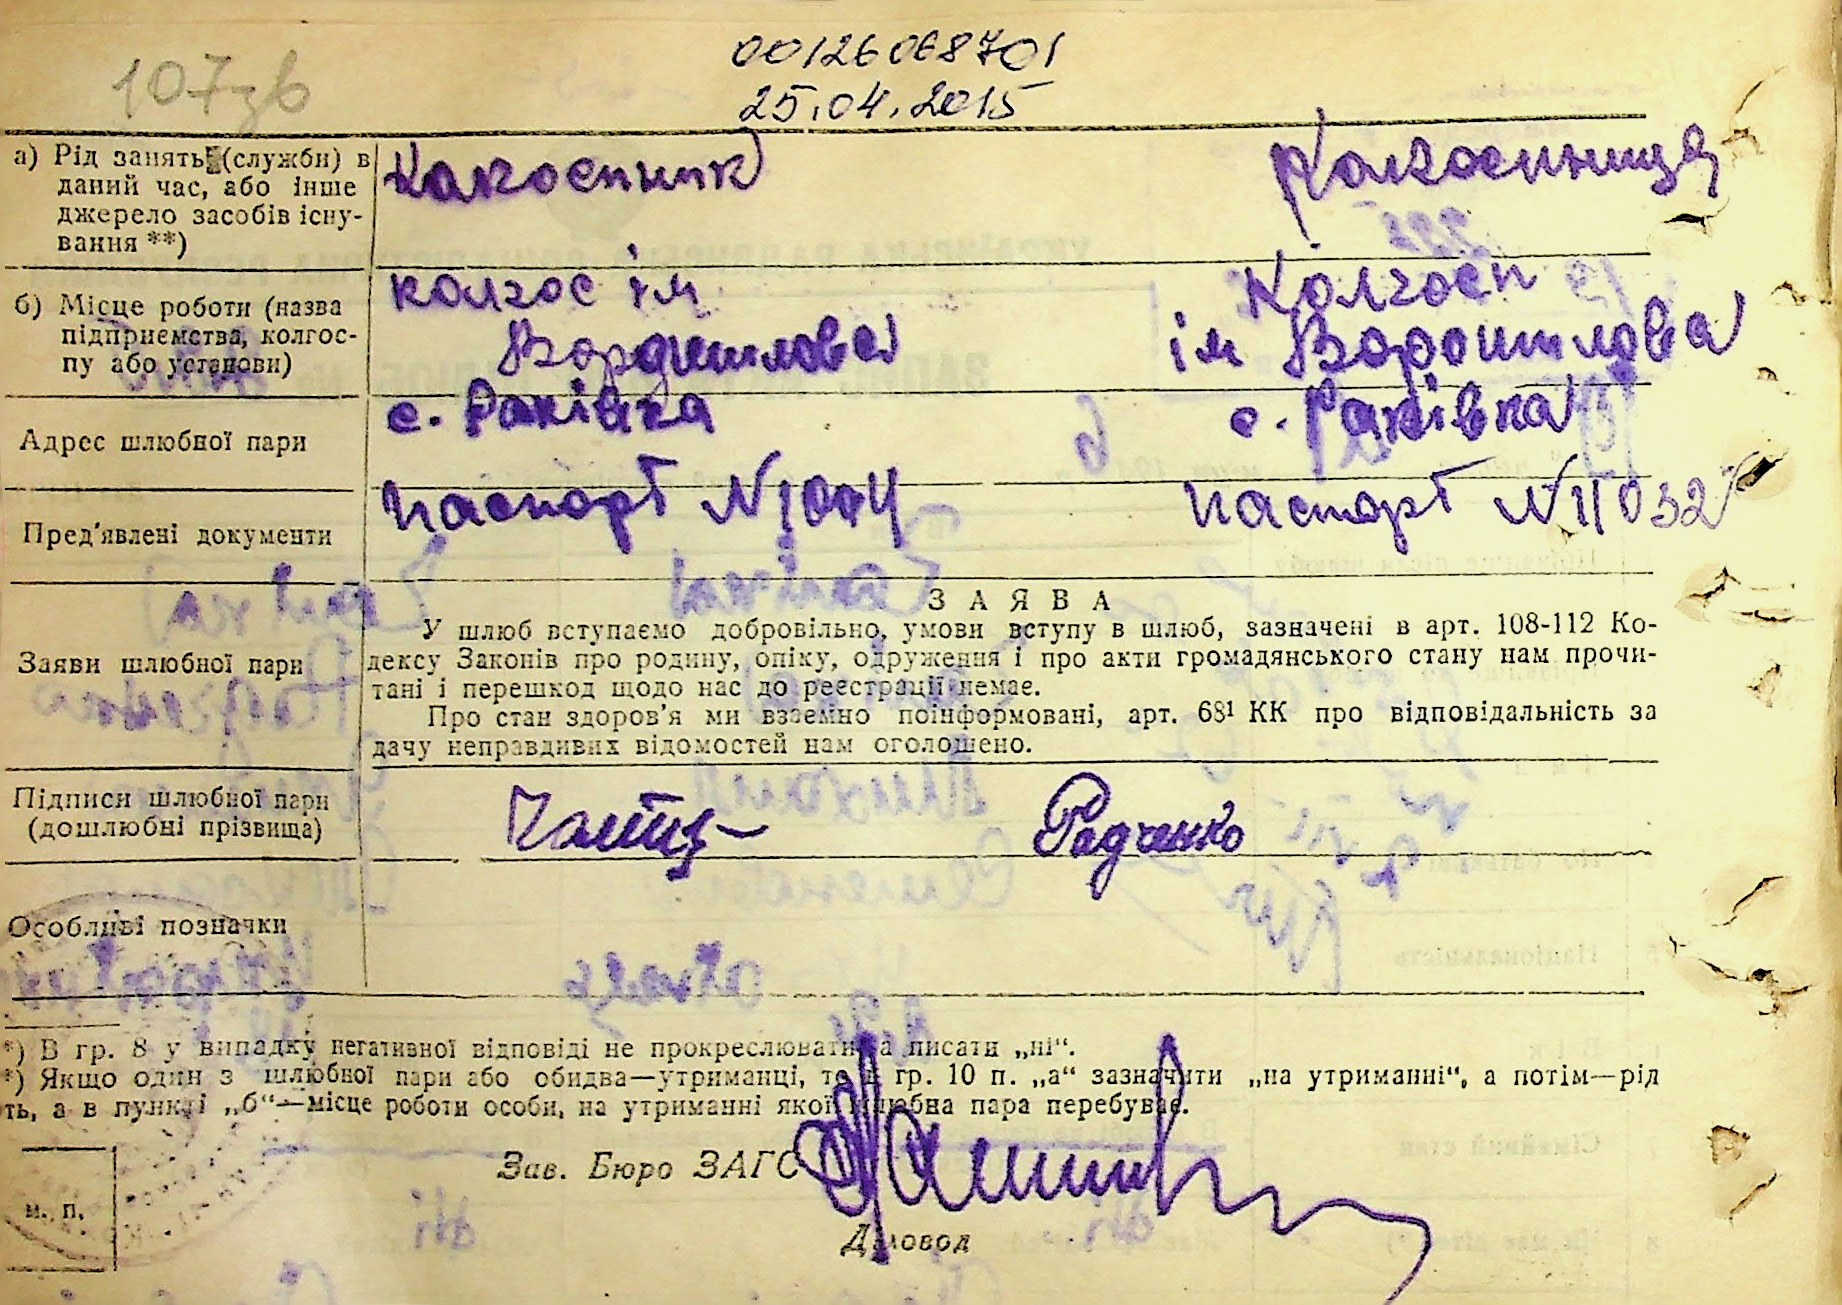 107зв
00126068701
25.04.2015
а) Рід занять (служби) в
даний час, або інше
джерело засобів існу-
вання **)
Колгоспник
Колгоспниця
б) Місце роботи (назва
підприємства, колгос-
пу або установи)
колгос ім
Ворошилова
Колгосп
ім Ворошилова
Адрес шлюбної пари
с. Раківка
с. Раківка
Пред'явлені документи
Паспорт N
Паспорт N
Заяви шлюбної пари
ЗАЯВА
У шлюб вступаємо добровільно, умови вступу в шлюб, зазначені в арт. 108-112 Ко-
дексу Законів про родину, опіку, одруження і про акти громадянського стану нам прочи-
тані і перешкод щодо нас до реєстрації немає.
Про стан здоров'я ми взаємно поінформовані, арт. 68¹ КК про відповідальність за
дачу неправдивих відомостей нам оголошено.
Підписи шлюбної пари
(дошлюбні прізвища)
Радченко
Особливі позначки
*) В гр. 8 у випадку негативної відповіді не прокреслювати, а писати „ні“.
*) Якщо один з шлюбної пари або обидва—утриманці, то в гр. 10 п. „а“ зазначити „на утриманні“, а потім—рід
ть, а в пункті „б“—місце роботи особи, на утриманні якої шлюбна пара перебуває.
Зав. Бюро ЗАГС
м. п.
Діловод